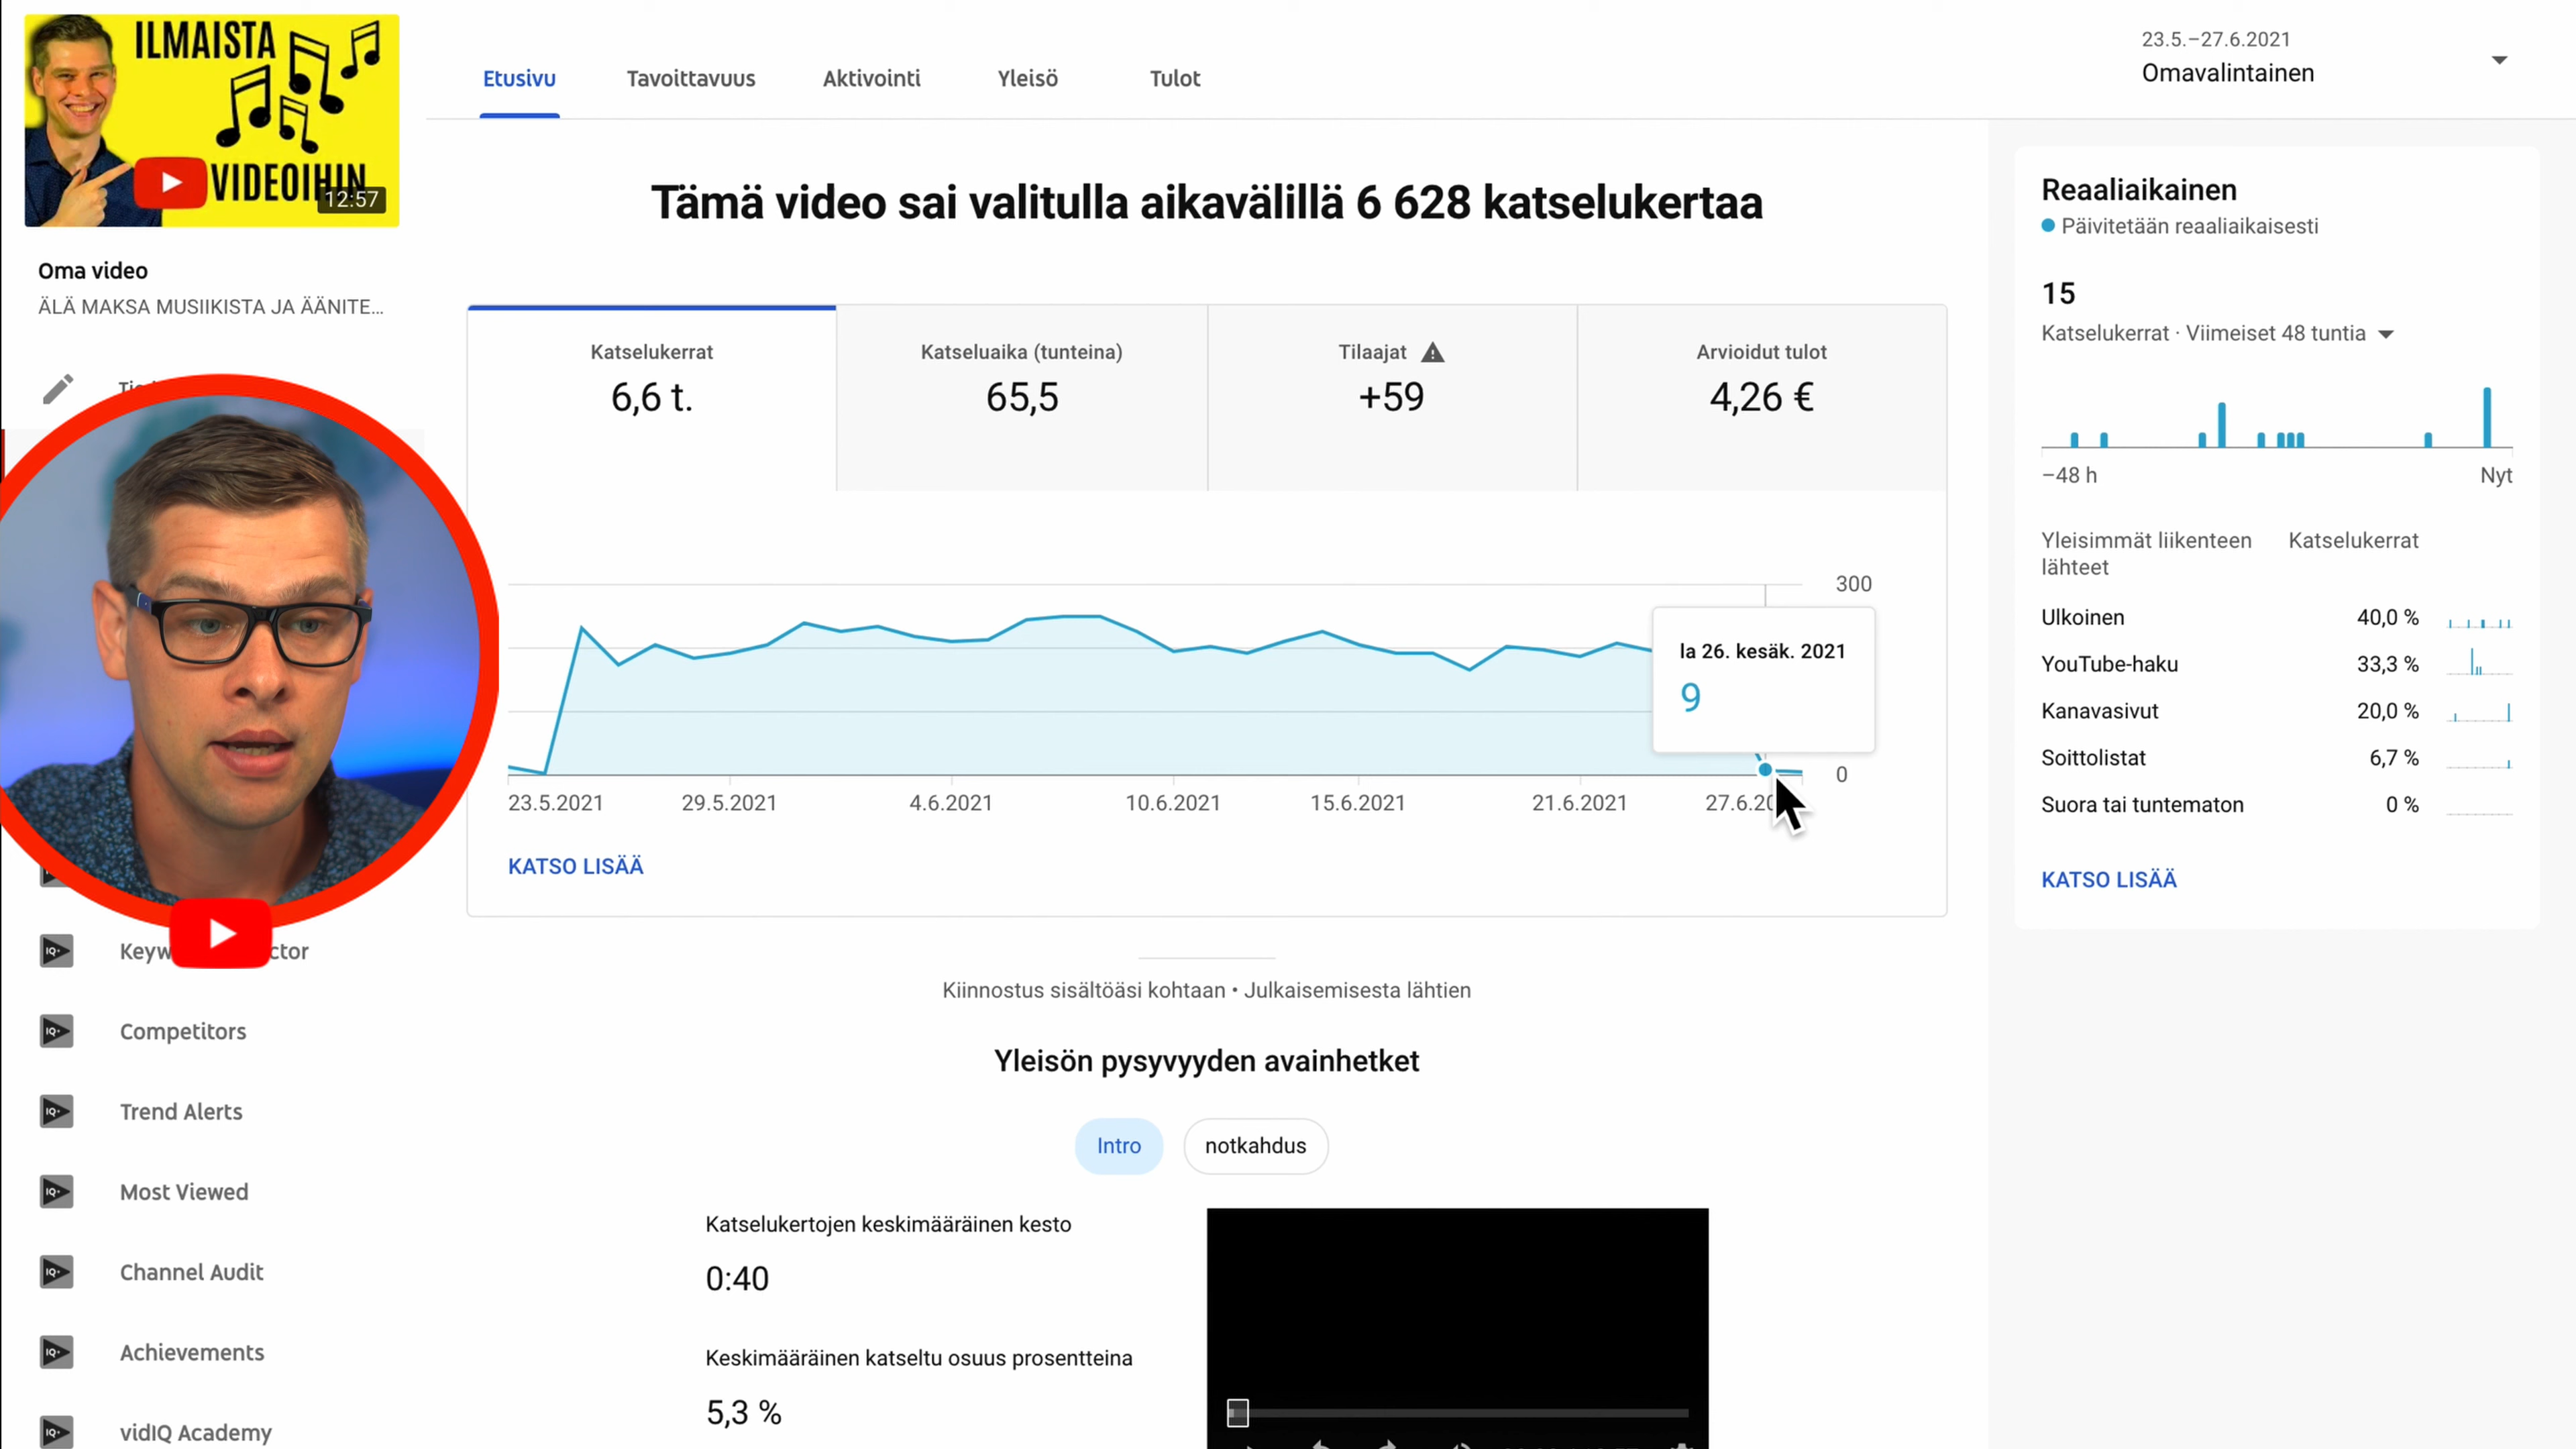 ILMAISTA
VIDEOIHIN
12:57
Oma video
ÄLÄ MAKSA MUSIIKISTA JA ÄÄNITE...
Competitors
Trend Alerts
Most Viewed
Channel Audit
Achievements
vidIQ Academy
Etusivu
Tavoittavuus
Aktivointi
Yleisö
Tulot
23.5.–27.6.2021
Omavalintainen
Tämä video sai valitulla aikavälillä 6 628 katselukertaa
Katselukerrat
6,6 t.
Katseluaika (tunteina)
65,5
Tilaajat
+59
Arvioidut tulot
4,26 €
300
la 26. kesäk. 2021
9
0
23.5.2021
29.5.2021
4.6.2021
10.6.2021
15.6.2021
21.6.2021
27.6.20
KATSO LISÄÄ
Kiinnostus sisältöäsi kohtaan • Julkaisemisesta lähtien
Yleisön pysyvyyden avainhetket
Intro
notkahdus
Katselukertojen keskimääräinen kesto
0:40
Keskimääräinen katseltu osuus prosentteina
5,3 %
Reaaliaikainen
Päivitetään reaaliaikaisesti
15
Katselukerrat · Viimeiset 48 tuntia
−48 h
Nyt
Yleisimmät liikenteen
lähteet
Katselukerrat
Ulkoinen 40,0 %
YouTube-haku 33,3 %
Kanavasivut 20,0 %
Soittolistat 6,7 %
Suora tai tuntematon 0 %
KATSO LISÄÄ